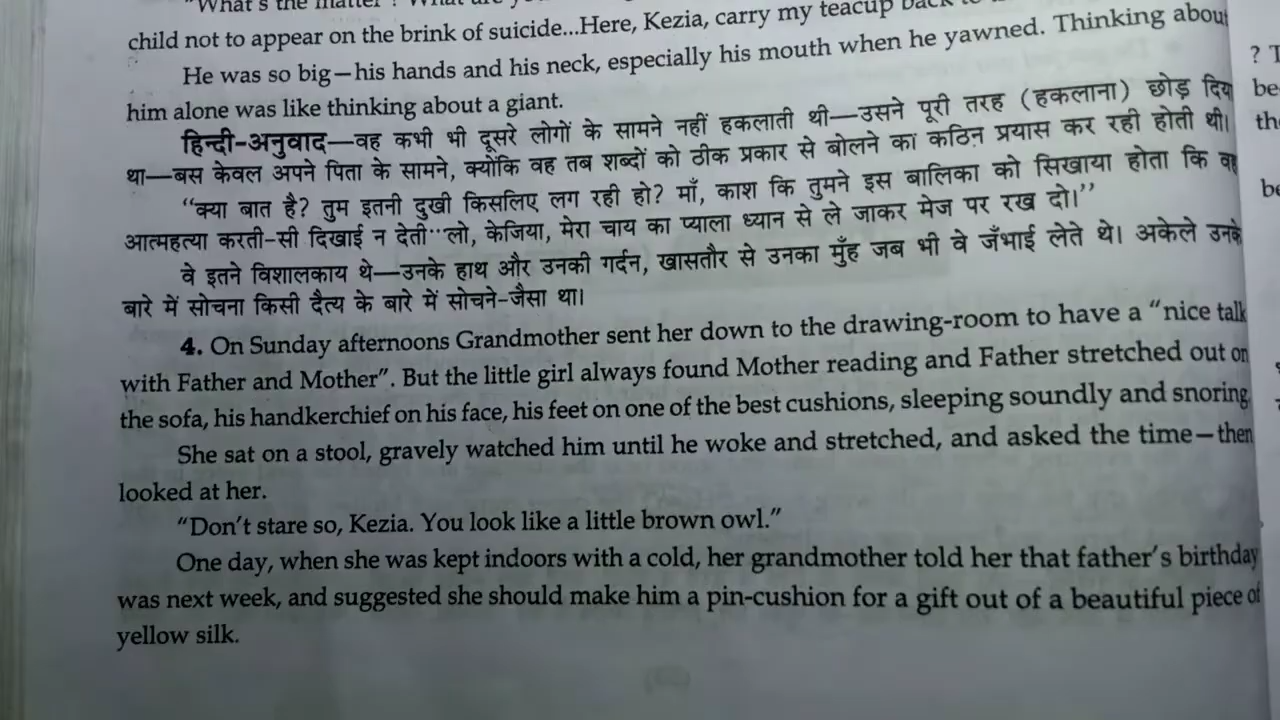 "What's the matter? What are
child not to appear on the brink of suicide...Here, Kezia, carry my teacup back to
He was so big—his hands and his neck, especially his mouth when he yawned. Thinking about
him alone was like thinking about a giant.
हिन्दी-अनुवाद—वह कभी भी दूसरे लोगों के सामने नहीं हकलाती थी—उसने पूरी तरह (हकलाना) छोड़ दिया
था—बस केवल अपने पिता के सामने, क्योंकि वह तब शब्दों को ठीक प्रकार से बोलने का कठिन प्रयास कर रही होती थी।
"क्या बात है? तुम इतनी दुखी किसलिए लग रही हो? माँ, काश कि तुमने इस बालिका को सिखाया होता कि वह
आत्महत्या करती-सी दिखाई न देती...लो, केजिया, मेरा चाय का प्याला ध्यान से ले जाकर मेज पर रख दो।"
वे इतने विशालकाय थे—उनके हाथ और उनकी गर्दन, खासतौर से उनका मुँह जब भी वे जँभाई लेते थे। अकेले उनके
बारे में सोचना किसी दैत्य के बारे में सोचने-जैसा था।
4. On Sunday afternoons Grandmother sent her down to the drawing-room to have a "nice talk
with Father and Mother". But the little girl always found Mother reading and Father stretched out on
the sofa, his handkerchief on his face, his feet on one of the best cushions, sleeping soundly and snoring
She sat on a stool, gravely watched him until he woke and stretched, and asked the time—then
looked at her.
"Don't stare so, Kezia. You look like a little brown owl."
One day, when she was kept indoors with a cold, her grandmother told her that father's birthday
was next week, and suggested she should make him a pin-cushion for a gift out of a beautiful piece of
yellow silk.